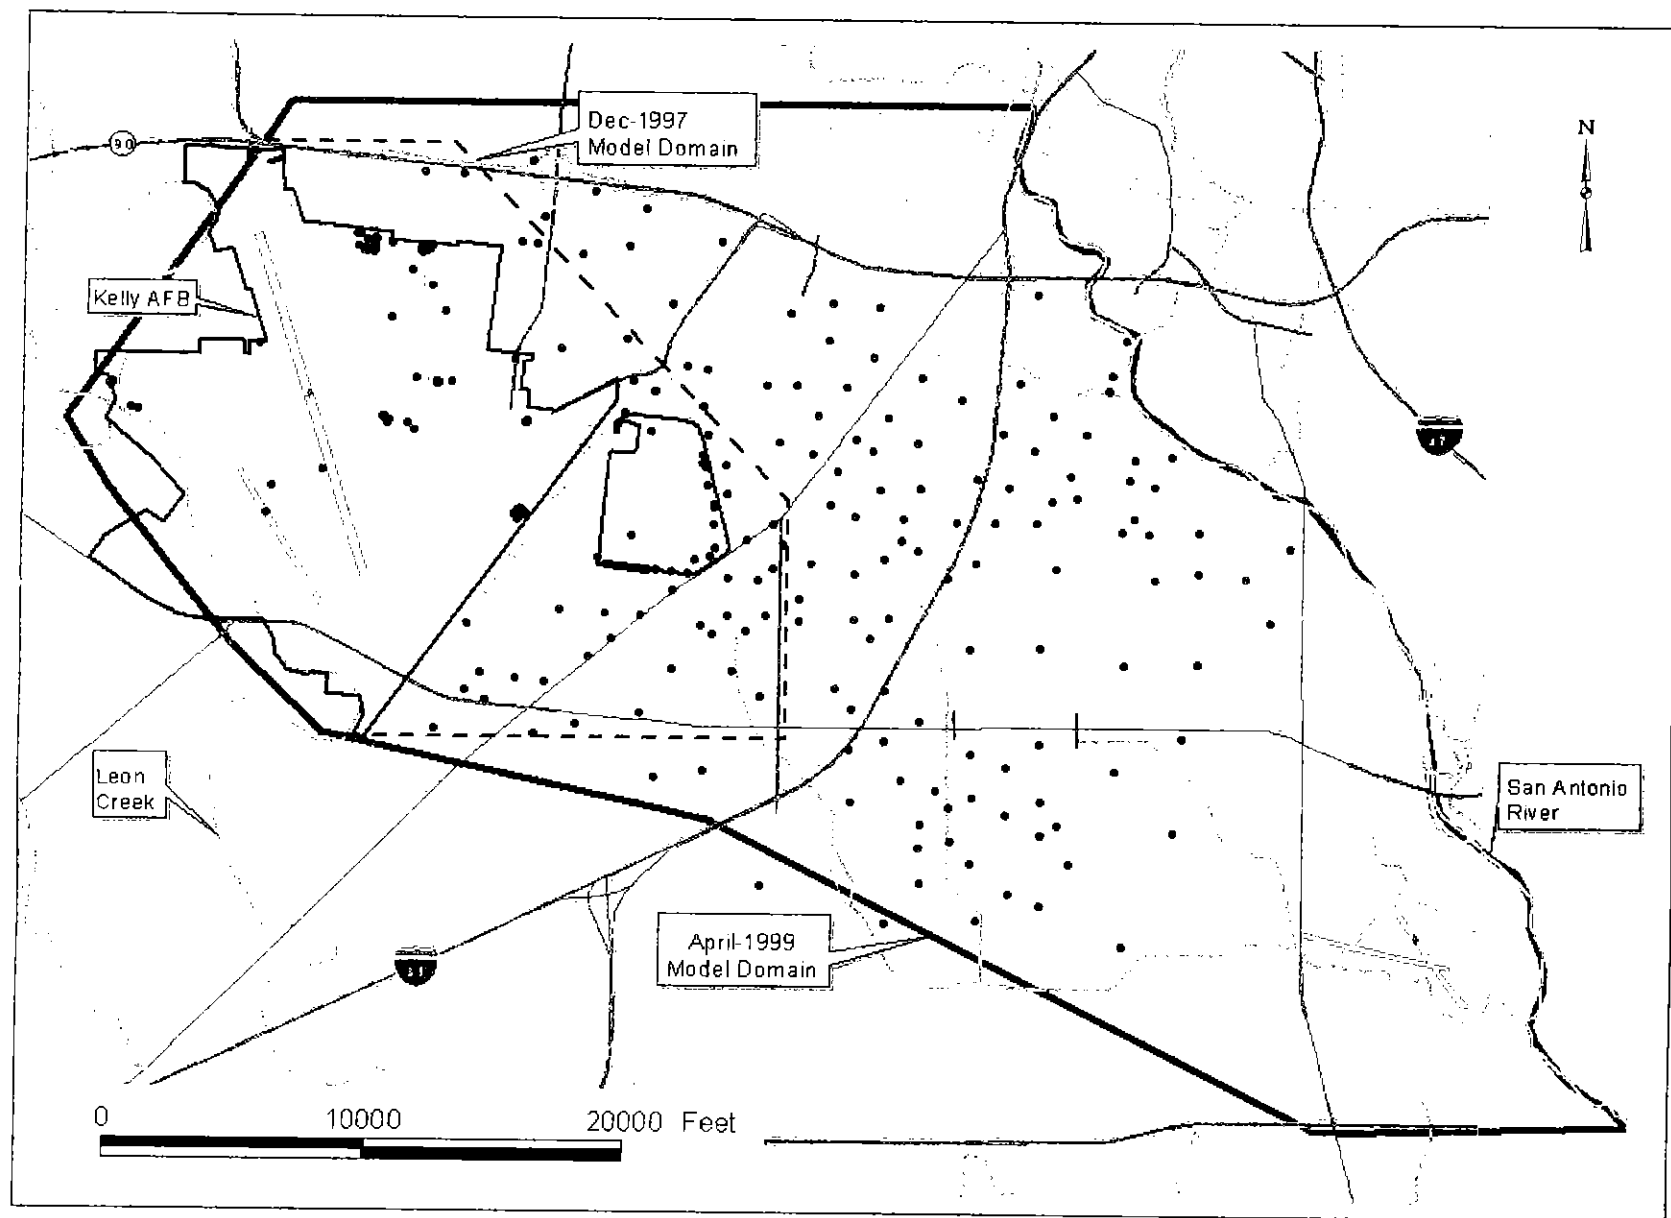 Dec-1997
Model Domain
90
N
Kelly AFB
Leon
Creek
San Antonio
River
April-1999
Model Domain
0 10000 20000 Feet